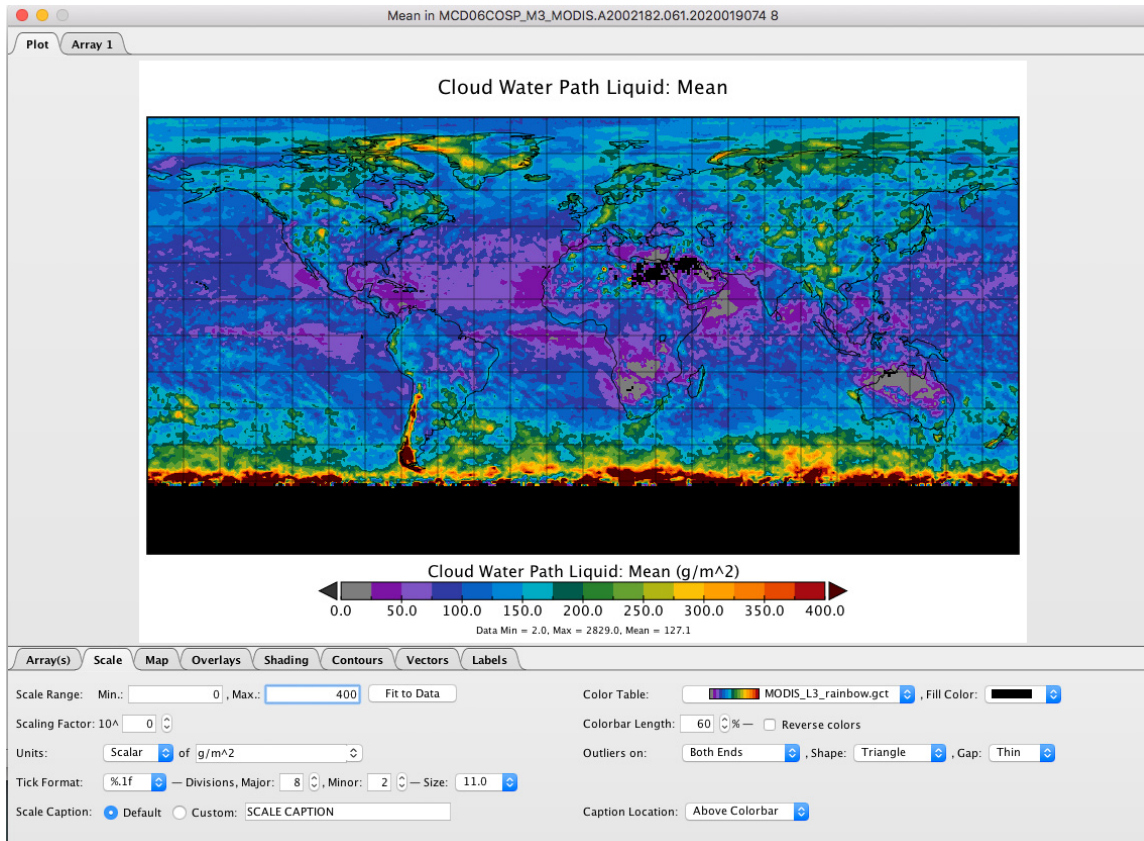 Mean in MCD06COSP_M3_MODIS.A2002182.061.2020019074 8
Plot Array 1
Cloud Water Path Liquid: Mean
Cloud Water Path Liquid: Mean (g/m^2)
0.0 50.0 100.0 150.0 200.0 250.0 300.0 350.0 400.0
Data Min = 2.0, Max = 2829.0, Mean = 127.1
Array(s) Scale Map Overlays Shading Contours Vectors Labels
Scale Range: Min.: 0 , Max.: 400 Fit to Data Color Table: MODIS_L3_rainbow.gct , Fill Color:
Scaling Factor: 10^ 0 Colorbar Length: 60 % — Reverse colors
Units: Scalar of g/m^2 Outliers on: Both Ends , Shape: Triangle , Gap: Thin
Tick Format: %.1f — Divisions, Major: 8 , Minor: 2 — Size: 11.0
Scale Caption: Default Custom: SCALE CAPTION Caption Location: Above Colorbar